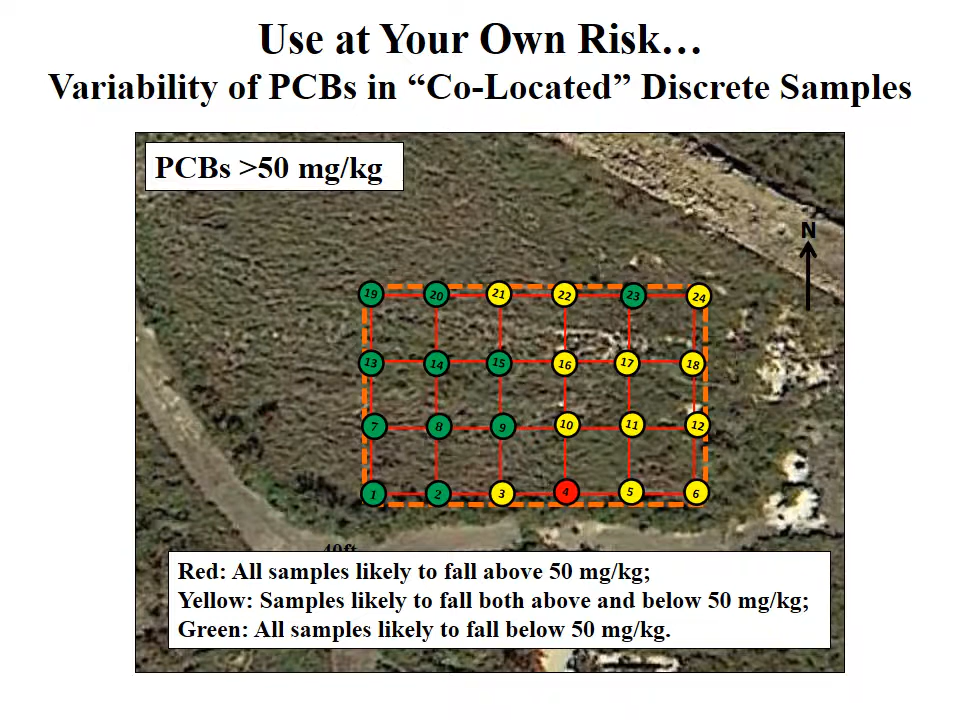 Use at Your Own Risk…
Variability of PCBs in “Co-Located” Discrete Samples
PCBs >50 mg/kg
N
19 20 21 22 23 24
13 14 15 16 17 18
7 8 9 10 11 12
1 2 3 4 5 6
40ft
Red: All samples likely to fall above 50 mg/kg;
Yellow: Samples likely to fall both above and below 50 mg/kg;
Green: All samples likely to fall below 50 mg/kg.